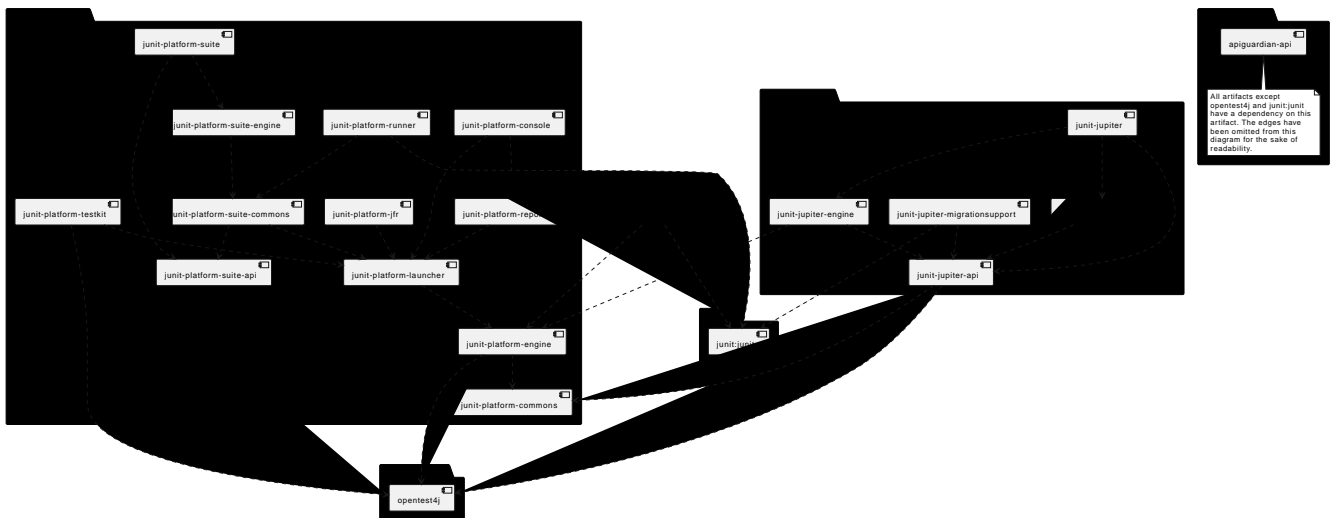 junit-platform-suite
apiguardian-api
All artifacts except
opentest4j and junit:junit
have a dependency on this
artifact. The edges have
been omitted from this
diagram for the sake of
readability.
junit-platform-suite-engine
junit-platform-runner
junit-platform-console
junit-jupiter
junit-platform-testkit
junit-platform-suite-commons
junit-platform-jfr
junit-jupiter-engine
junit-jupiter-migrationsupport
junit-platform-suite-api
junit-platform-launcher
junit-jupiter-api
junit-platform-engine
junit-platform-commons
opentest4j